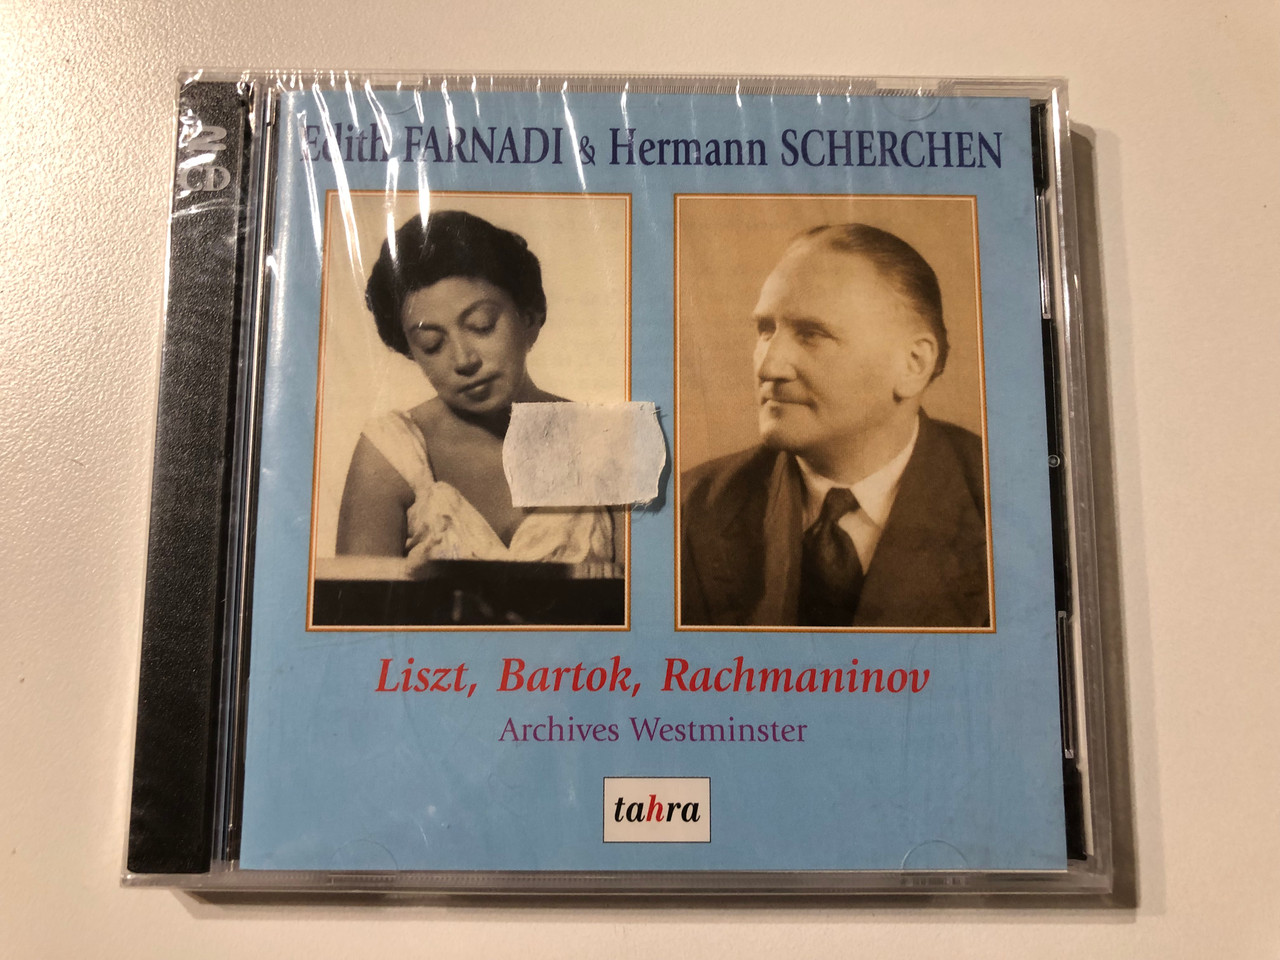 Edith FARNADI & Hermann SCHERCHEN
2
CD
Liszt, Bartok, Rachmaninov
Archives Westminster
tahra